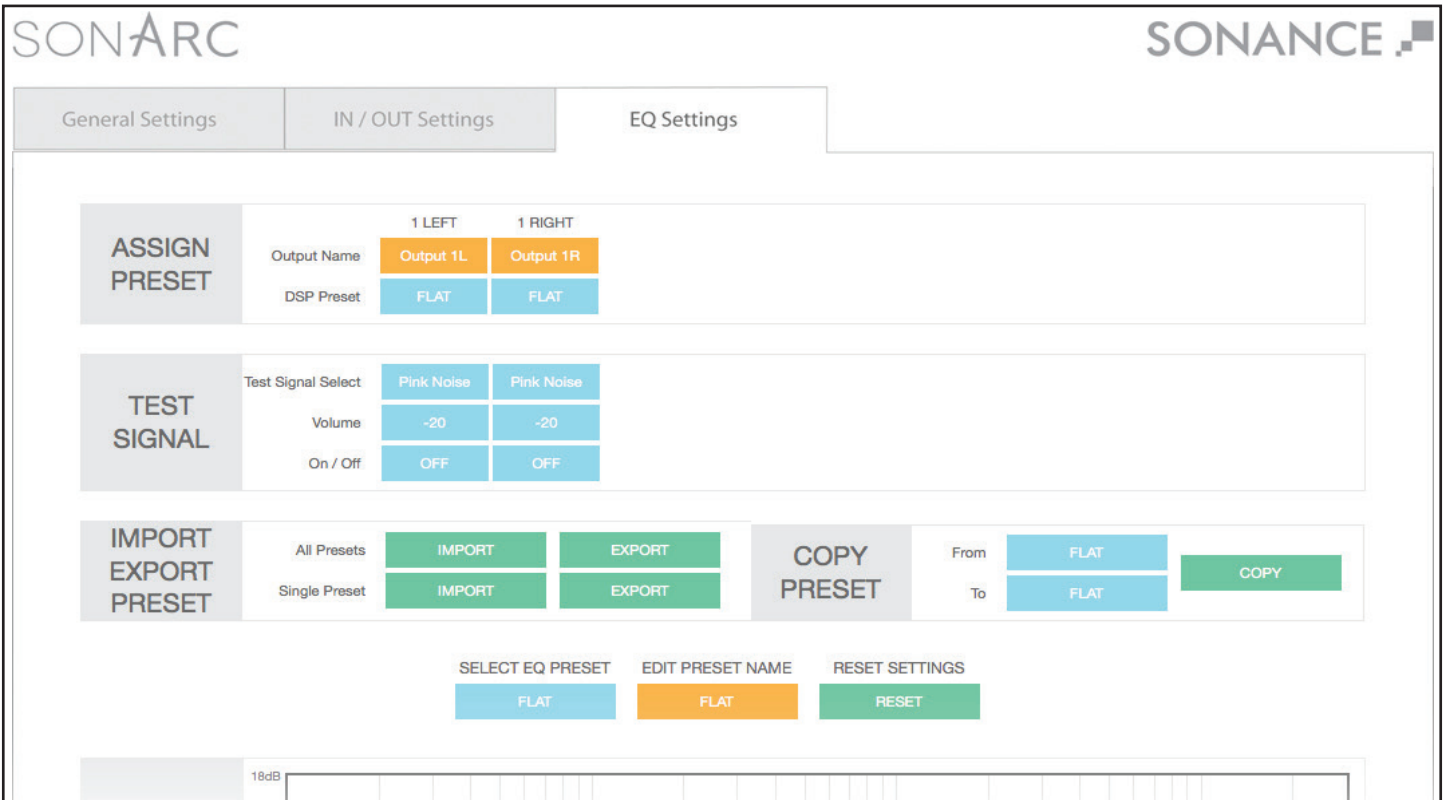 SONARC
SONANCE
General Settings
IN / OUT Settings
EQ Settings
ASSIGN
PRESET
1 LEFT 1 RIGHT
Output Name Output 1L Output 1R
DSP Preset FLAT FLAT
TEST
SIGNAL
Test Signal Select Pink Noise Pink Noise
Volume -20 -20
On / Off OFF OFF
IMPORT
EXPORT
PRESET
All Presets IMPORT EXPORT
Single Preset IMPORT EXPORT
COPY
PRESET
From FLAT
To FLAT
COPY
SELECT EQ PRESET EDIT PRESET NAME RESET SETTINGS
FLAT FLAT RESET
18dB